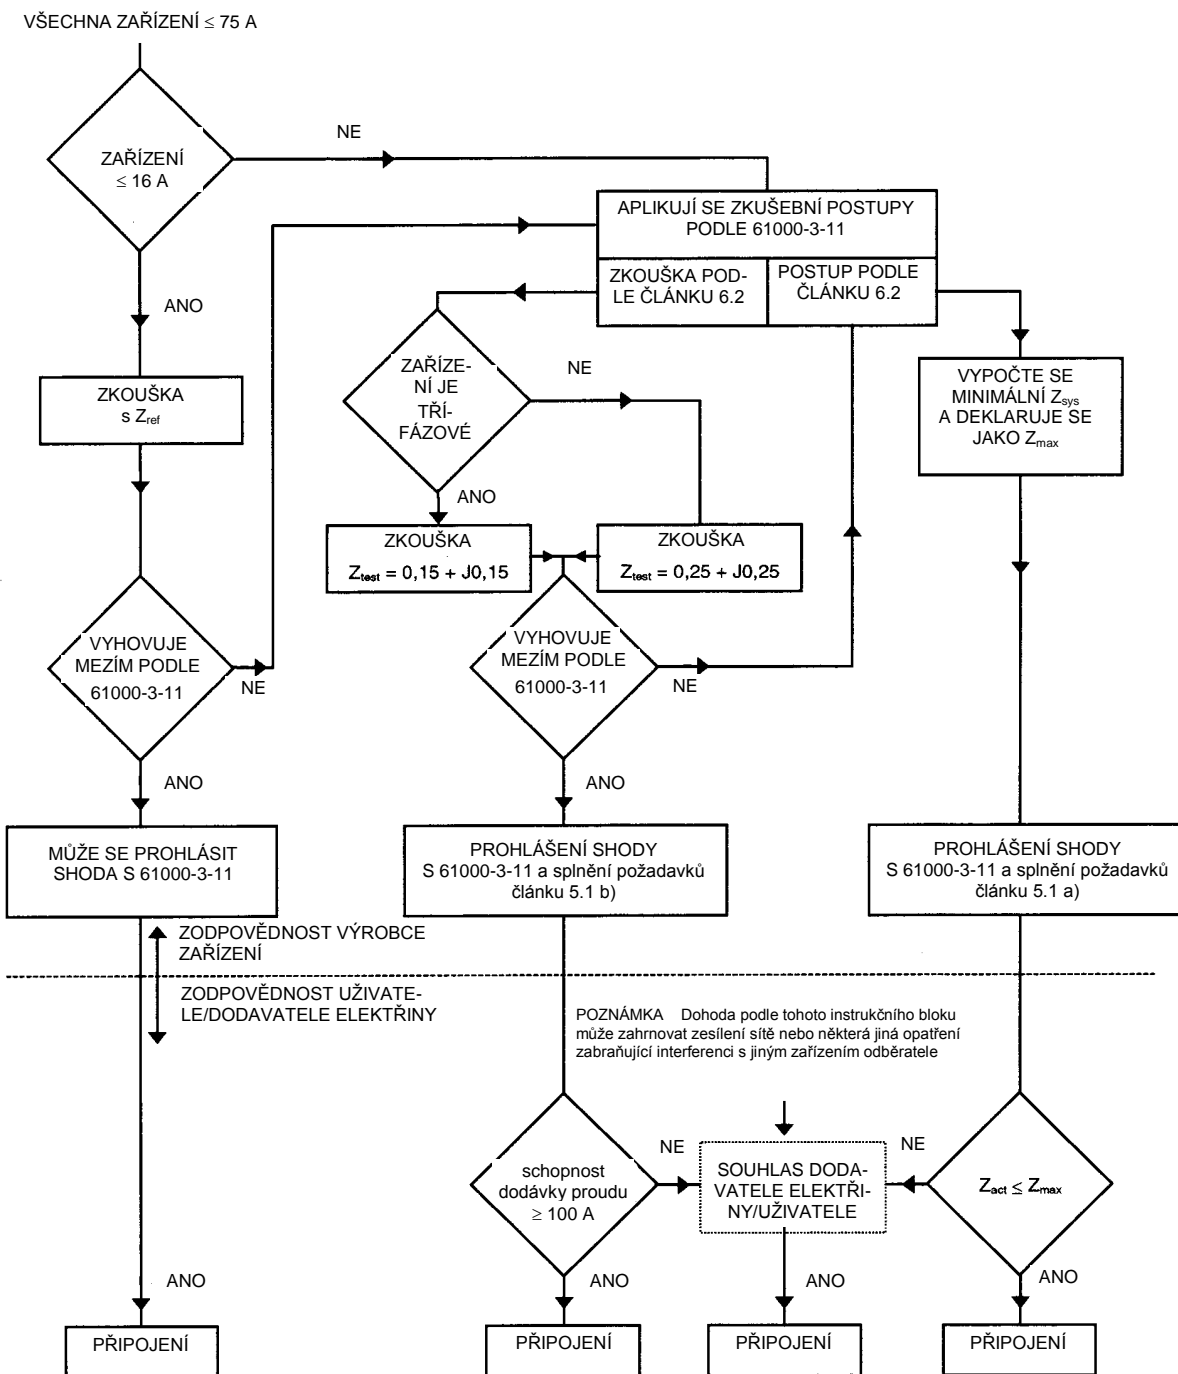 VŠECHNA ZAŘÍZENÍ ≤ 75 A
NE
ZAŘÍZENÍ
≤ 16 A
ANO
APLIKUJÍ SE ZKUŠEBNÍ POSTUPY
PODLE 61000-3-11
ZKOUŠKA POD-
LE ČLÁNKU 6.2
POSTUP PODLE
ČLÁNKU 6.2
ZKOUŠKA
s Zref
ZAŘÍZE-
NÍ JE
TŘÍ-
FÁZOVÉ
NE
ANO
VYPOČTE SE
MINIMÁLNÍ Zsys
A DEKLARUJE SE
JAKO Zmax
ZKOUŠKA
Ztest = 0,15 + J0,15
ZKOUŠKA
Ztest = 0,25 + J0,25
VYHOVUJE
MEZÍM PODLE
61000-3-11
NE
ANO
VYHOVUJE
MEZÍM PODLE
61000-3-11
NE
ANO
MŮŽE SE PROHLÁSIT
SHODA S 61000-3-11
PROHLÁŠENÍ SHODY
S 61000-3-11 a splnění požadavků
článku 5.1 b)
PROHLÁŠENÍ SHODY
S 61000-3-11 a splnění požadavků
článku 5.1 a)
ZODPOVĚDNOST VÝROBCE
ZAŘÍZENÍ
ZODPOVĚDNOST UŽIVATE-
LE/DODAVATELE ELEKTŘINY
POZNÁMKA Dohoda podle tohoto instrukčního bloku
může zahrnovat zesílení sítě nebo některá jiná opatření
zabraňující interferenci s jiným zařízením odběratele
schopnost
dodávky proudu
≥ 100 A
NE
SOUHLAS DODA-
VATELE ELEKTŘI-
NY/UŽIVATELE
NE
Zact ≤ Zmax
ANO
ANO
ANO
ANO
PŘIPOJENÍ
PŘIPOJENÍ
PŘIPOJENÍ
PŘIPOJENÍ